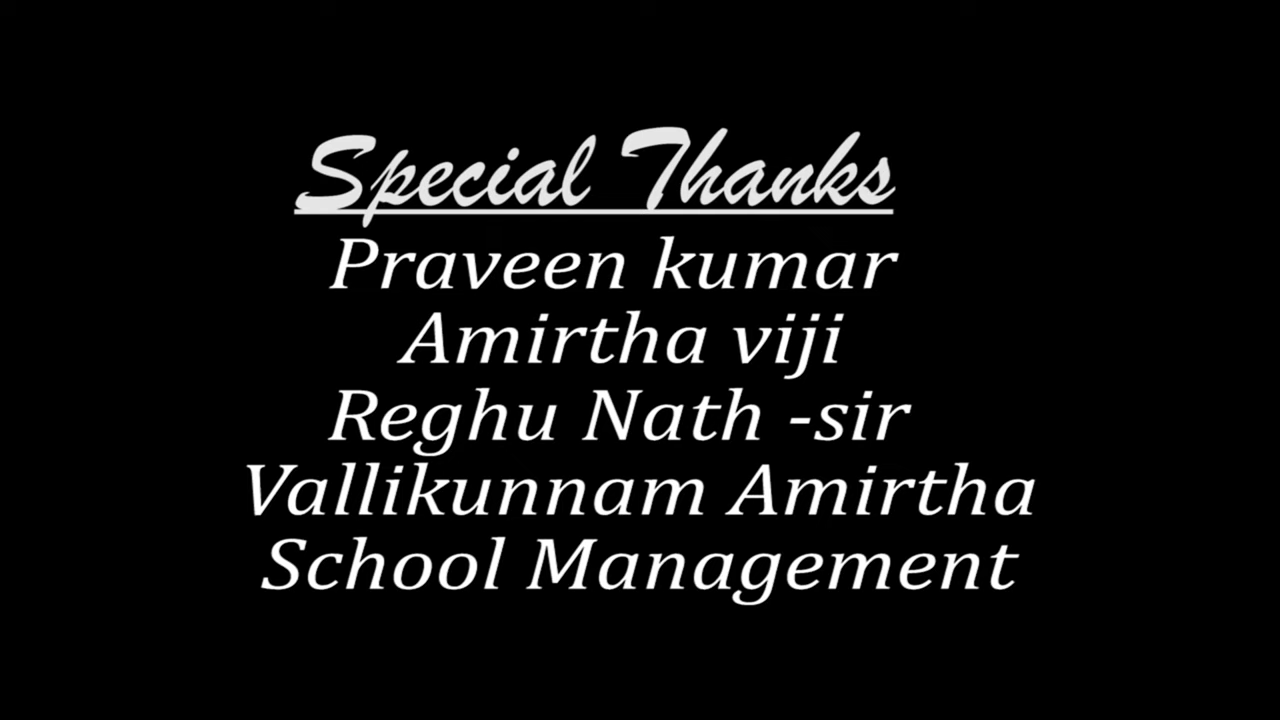 Special Thanks
Praveen kumar
Amirtha viji
Reghu Nath -sir
Vallikunnam Amirtha
School Management